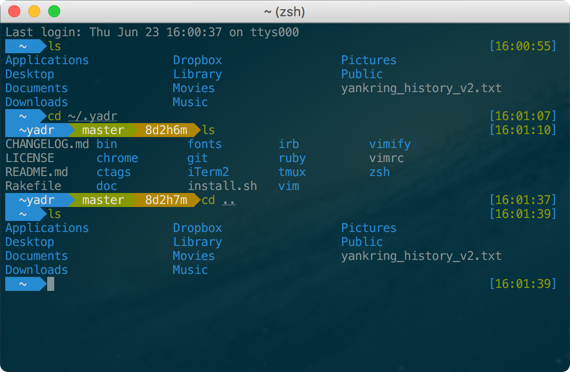 ~ (zsh)
Last login: Thu Jun 23 16:00:37 on ttys000
~ ls [16:00:55]
Applications Dropbox Pictures
Desktop Library Public
Documents Movies yankring_history_v2.txt
Downloads Music
~ cd ~/.yadr [16:01:07]
~yadr master 8d2h6m ls [16:01:10]
CHANGELOG.md bin fonts irb vimify
LICENSE chrome git ruby vimrc
README.md ctags iTerm2 tmux zsh
Rakefile doc install.sh vim
~yadr master 8d2h7m cd .. [16:01:37]
~ ls [16:01:39]
Applications Dropbox Pictures
Desktop Library Public
Documents Movies yankring_history_v2.txt
Downloads Music
~ [16:01:39]